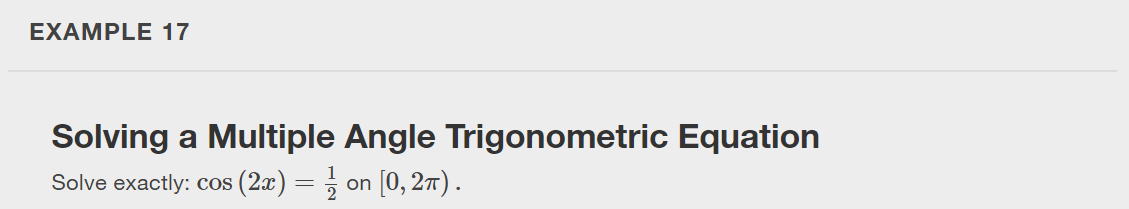 EXAMPLE 17
Solving a Multiple Angle Trigonometric Equation
Solve exactly: cos (2x) = 1/2 on [0, 2π) .